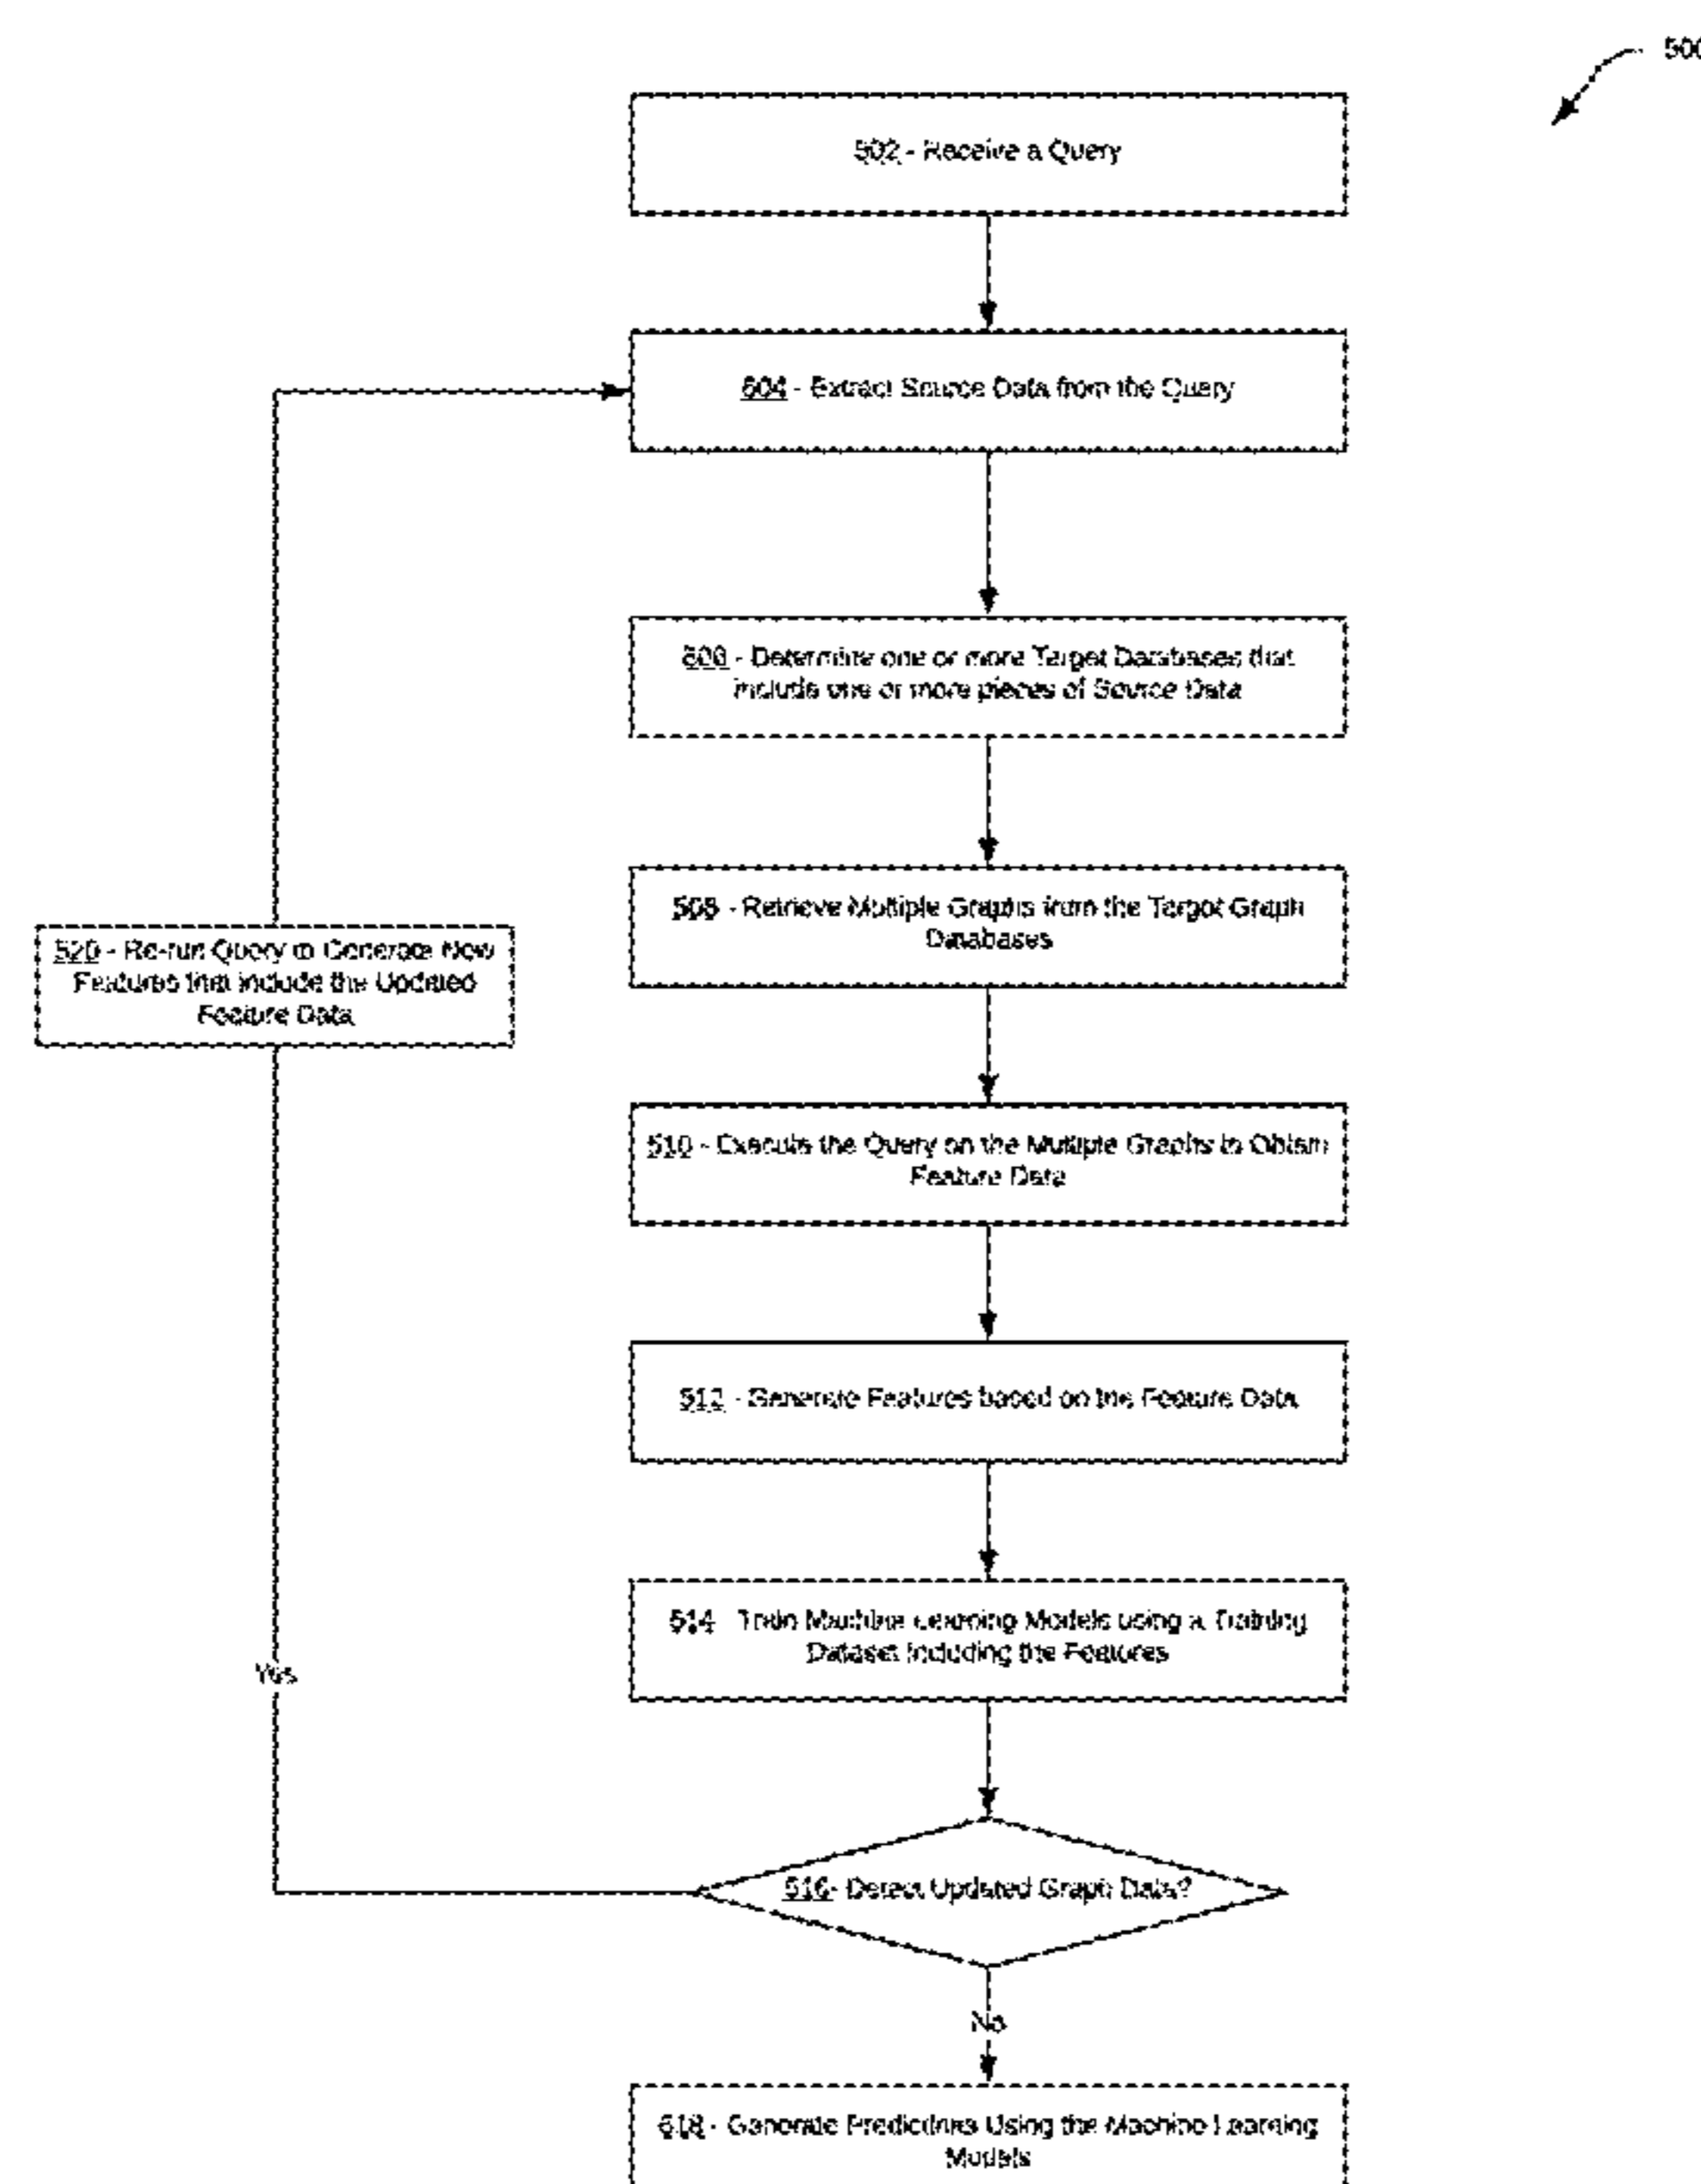 500
502 - Receive a Query
504 - Extract Source Data from the Query
506 - Determine one or more Target Databases that
include one or more pieces of Source Data
508 - Retrieve Multiple Graphs from the Target Graph
Databases
520 - Re-run Query to Generate New
Features that include the Updated
Feature Data
510 - Execute the Query on the Multiple Graphs to Obtain
Feature Data
512 - Generate Features based on the Feature Data
514 - Train Machine Learning Models using a Training
Dataset Including the Features
Yes
516- Detect Updated Graph Data?
No
518 - Generate Predictions Using the Machine Learning
Models